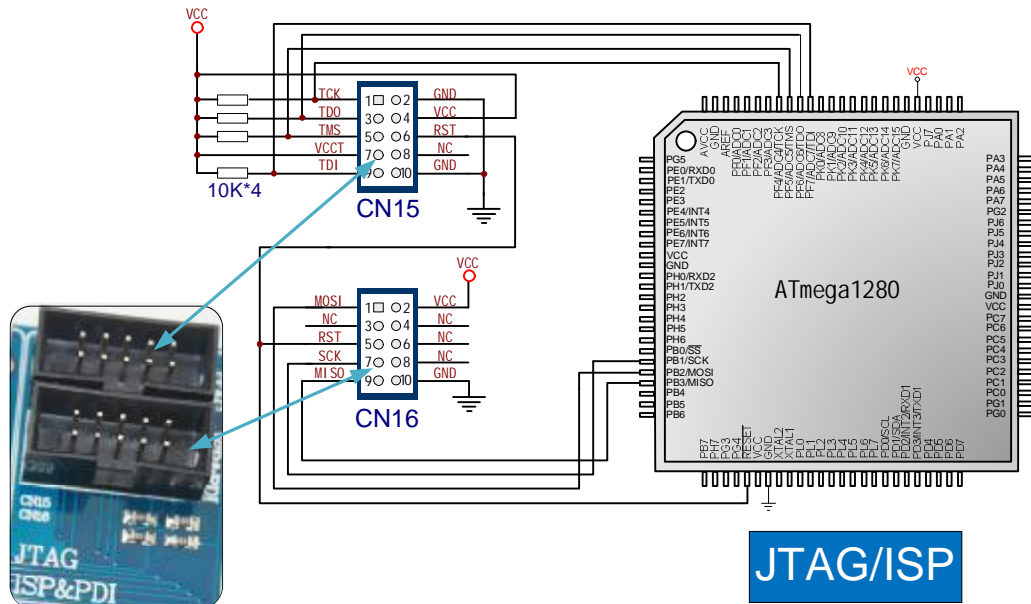 VCC
TCK
TDO
TMS
VCCT
TDI
10K*4
1 2
3 4
5 6
7 8
9 10
GND
VCC
RST
NC
GND
CN15
VCC
MOSI
NC
RST
SCK
MISO
1 2
3 4
5 6
7 8
9 10
VCC
NC
NC
NC
GND
CN16
VCC
AVCC
GND
AREF
PF0/ADC0
PF1/ADC1
PF2/ADC2
PF3/ADC3
PF4/ADC4/TCK
PF5/ADC5/TMS
PF6/ADC6/TDO
PF7/ADC7/TDI
PK0/ADC8
PK1/ADC9
PK2/ADC10
PK3/ADC11
PK4/ADC12
PK5/ADC13
PK6/ADC14
PK7/ADC15
GND
VCC
PJ7
PA0
PA1
PA2
PG5
PE0/RXD0
PE1/TXD0
PE2
PE3
PE4/INT4
PE5/INT5
PE6/INT6
PE7/INT7
VCC
GND
PH0/RXD2
PH1/TXD2
PH2
PH3
PH4
PH5
PH6
PB0/SS
PB1/SCK
PB2/MOSI
PB3/MISO
PB4
PB5
PB6
ATmega1280
PA3
PA4
PA5
PA6
PA7
PG2
PJ6
PJ5
PJ4
PJ3
PJ2
PJ1
PJ0
GND
VCC
PC7
PC6
PC5
PC4
PC3
PC2
PC1
PC0
PG1
PG0
PB7
PH7
PG3
PG4
RESET
VCC
GND
XTAL2
XTAL1
PL0
PL1
PL2
PL3
PL4
PL5
PL6
PL7
PD0/SCL
PD1/SDA
PD2/INT2/RXD1
PD3/INT3/TXD1
PD4
PD5
PD6
PD7
CN15
CN16
JTAG
ISP&PDI
JTAG/ISP